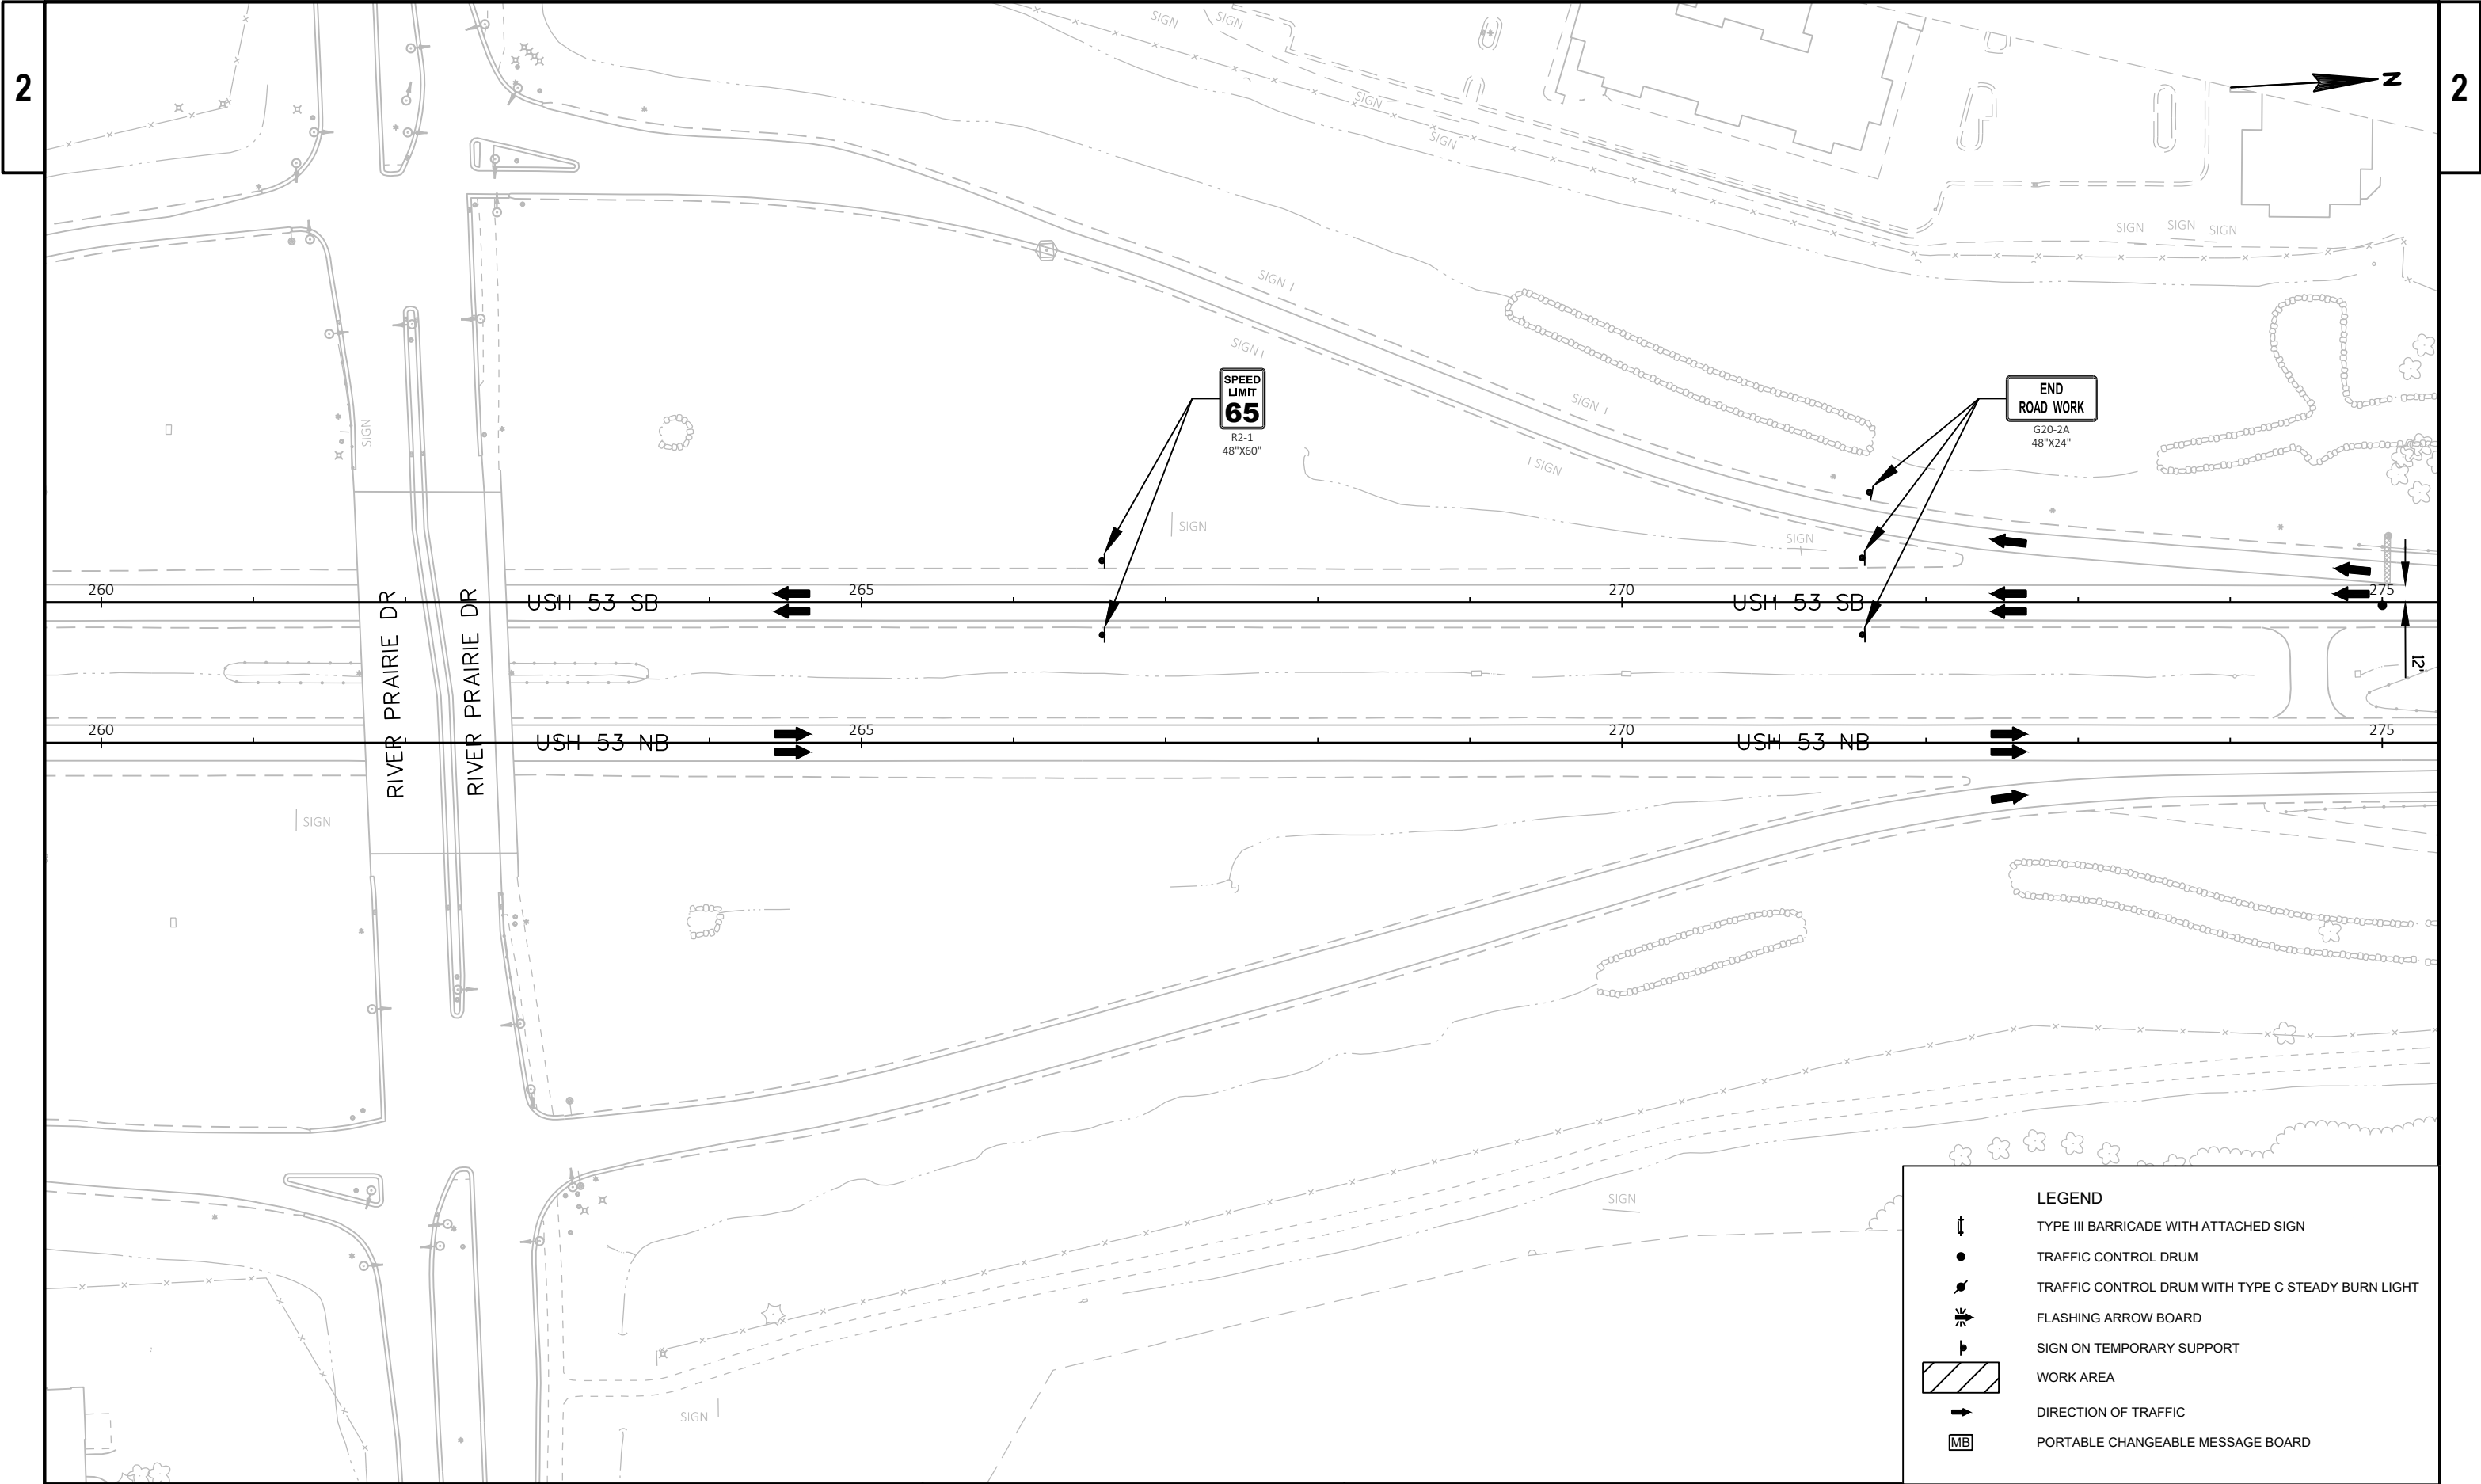 2
2
SIGN
SIGN
N
SIGN
SIGN
SIGN
SIGN
SIGN
SIGN I
SIGN I
SPEED
LIMIT
65
R2-1
48"X60"
END
ROAD WORK
G20-2A
48"X24"
SIGN I
SIGN
I SIGN
SIGN
SIGN
260
265
270
275
USH 53 SB
USH 53 SB
RIVER PRAIRIE DR
RIVER PRAIRIE DR
12'
260
265
270
275
USH 53 NB
USH 53 NB
SIGN
SIGN
SIGN
LEGEND
TYPE III BARRICADE WITH ATTACHED SIGN
TRAFFIC CONTROL DRUM
TRAFFIC CONTROL DRUM WITH TYPE C STEADY BURN LIGHT
FLASHING ARROW BOARD
SIGN ON TEMPORARY SUPPORT
WORK AREA
DIRECTION OF TRAFFIC
MB PORTABLE CHANGEABLE MESSAGE BOARD